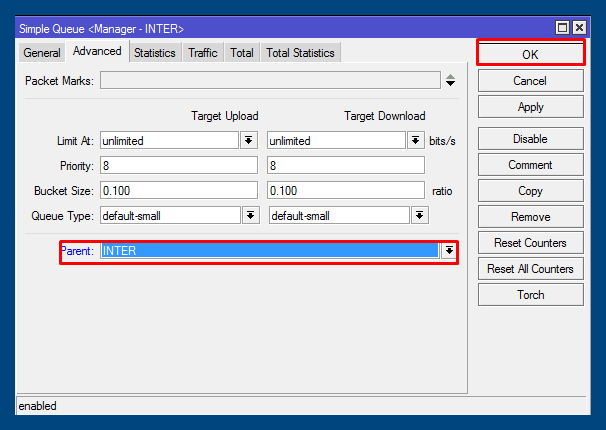 Simple Queue <Manager - INTER>
General Advanced Statistics Traffic Total Total Statistics
Packet Marks:
Target Upload Target Download
Limit At: unlimited unlimited bits/s
Priority: 8 8
Bucket Size: 0.100 0.100 ratio
Queue Type: default-small default-small
Parent: INTER
OK
Cancel
Apply
Disable
Comment
Copy
Remove
Reset Counters
Reset All Counters
Torch
enabled